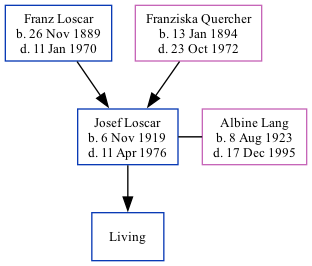 Franz Loscar
b. 26 Nov 1889
d. 11 Jan 1970
Franziska Quercher
b. 13 Jan 1894
d. 23 Oct 1972
Josef Loscar
b. 6 Nov 1919
d. 11 Apr 1976
Albine Lang
b. 8 Aug 1923
d. 17 Dec 1995
Living